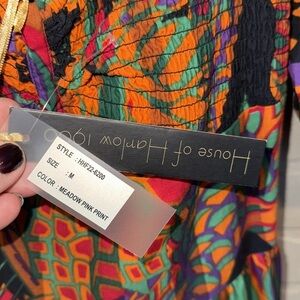 House of Harlow 1960
STYLE : HHF22-6200
SIZE : M
COLOR : MEADOW PINK PRINT